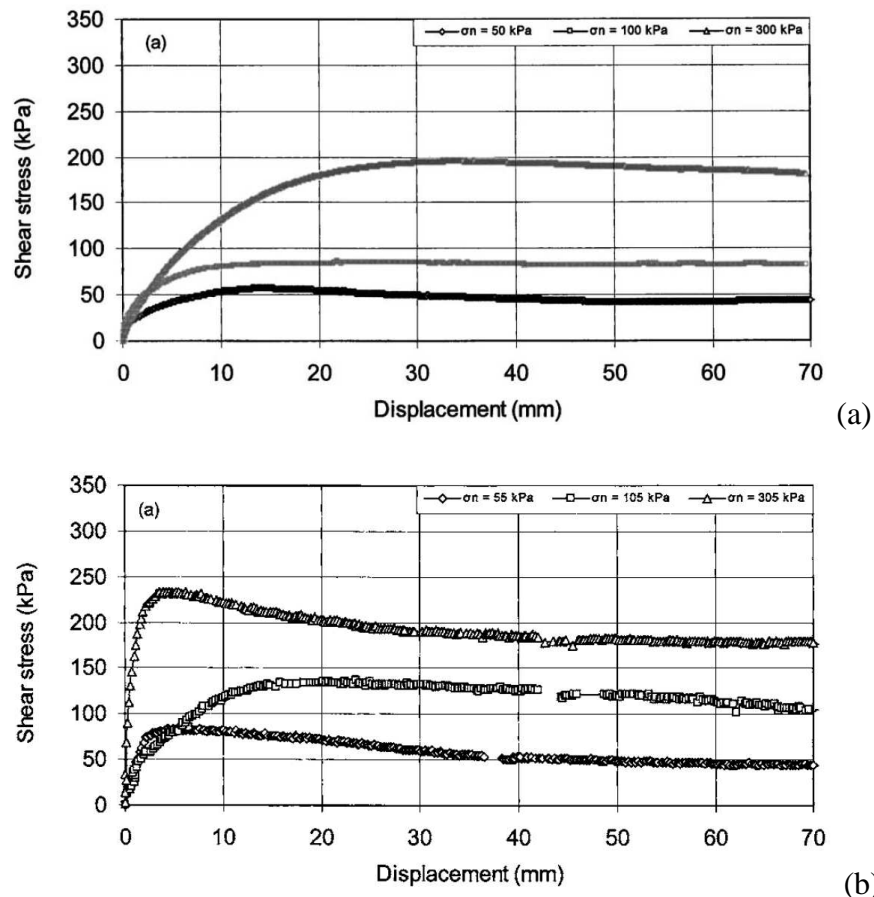 (a)
σn = 50 kPa σn = 100 kPa σn = 300 kPa
350
300
250
200
150
100
50
0
Shear stress (kPa)
0 10 20 30 40 50 60 70
Displacement (mm)
(a)
(a)
σn = 55 kPa σn = 105 kPa σn = 305 kPa
350
300
250
200
150
100
50
0
Shear stress (kPa)
0 10 20 30 40 50 60 70
Displacement (mm)
(b)